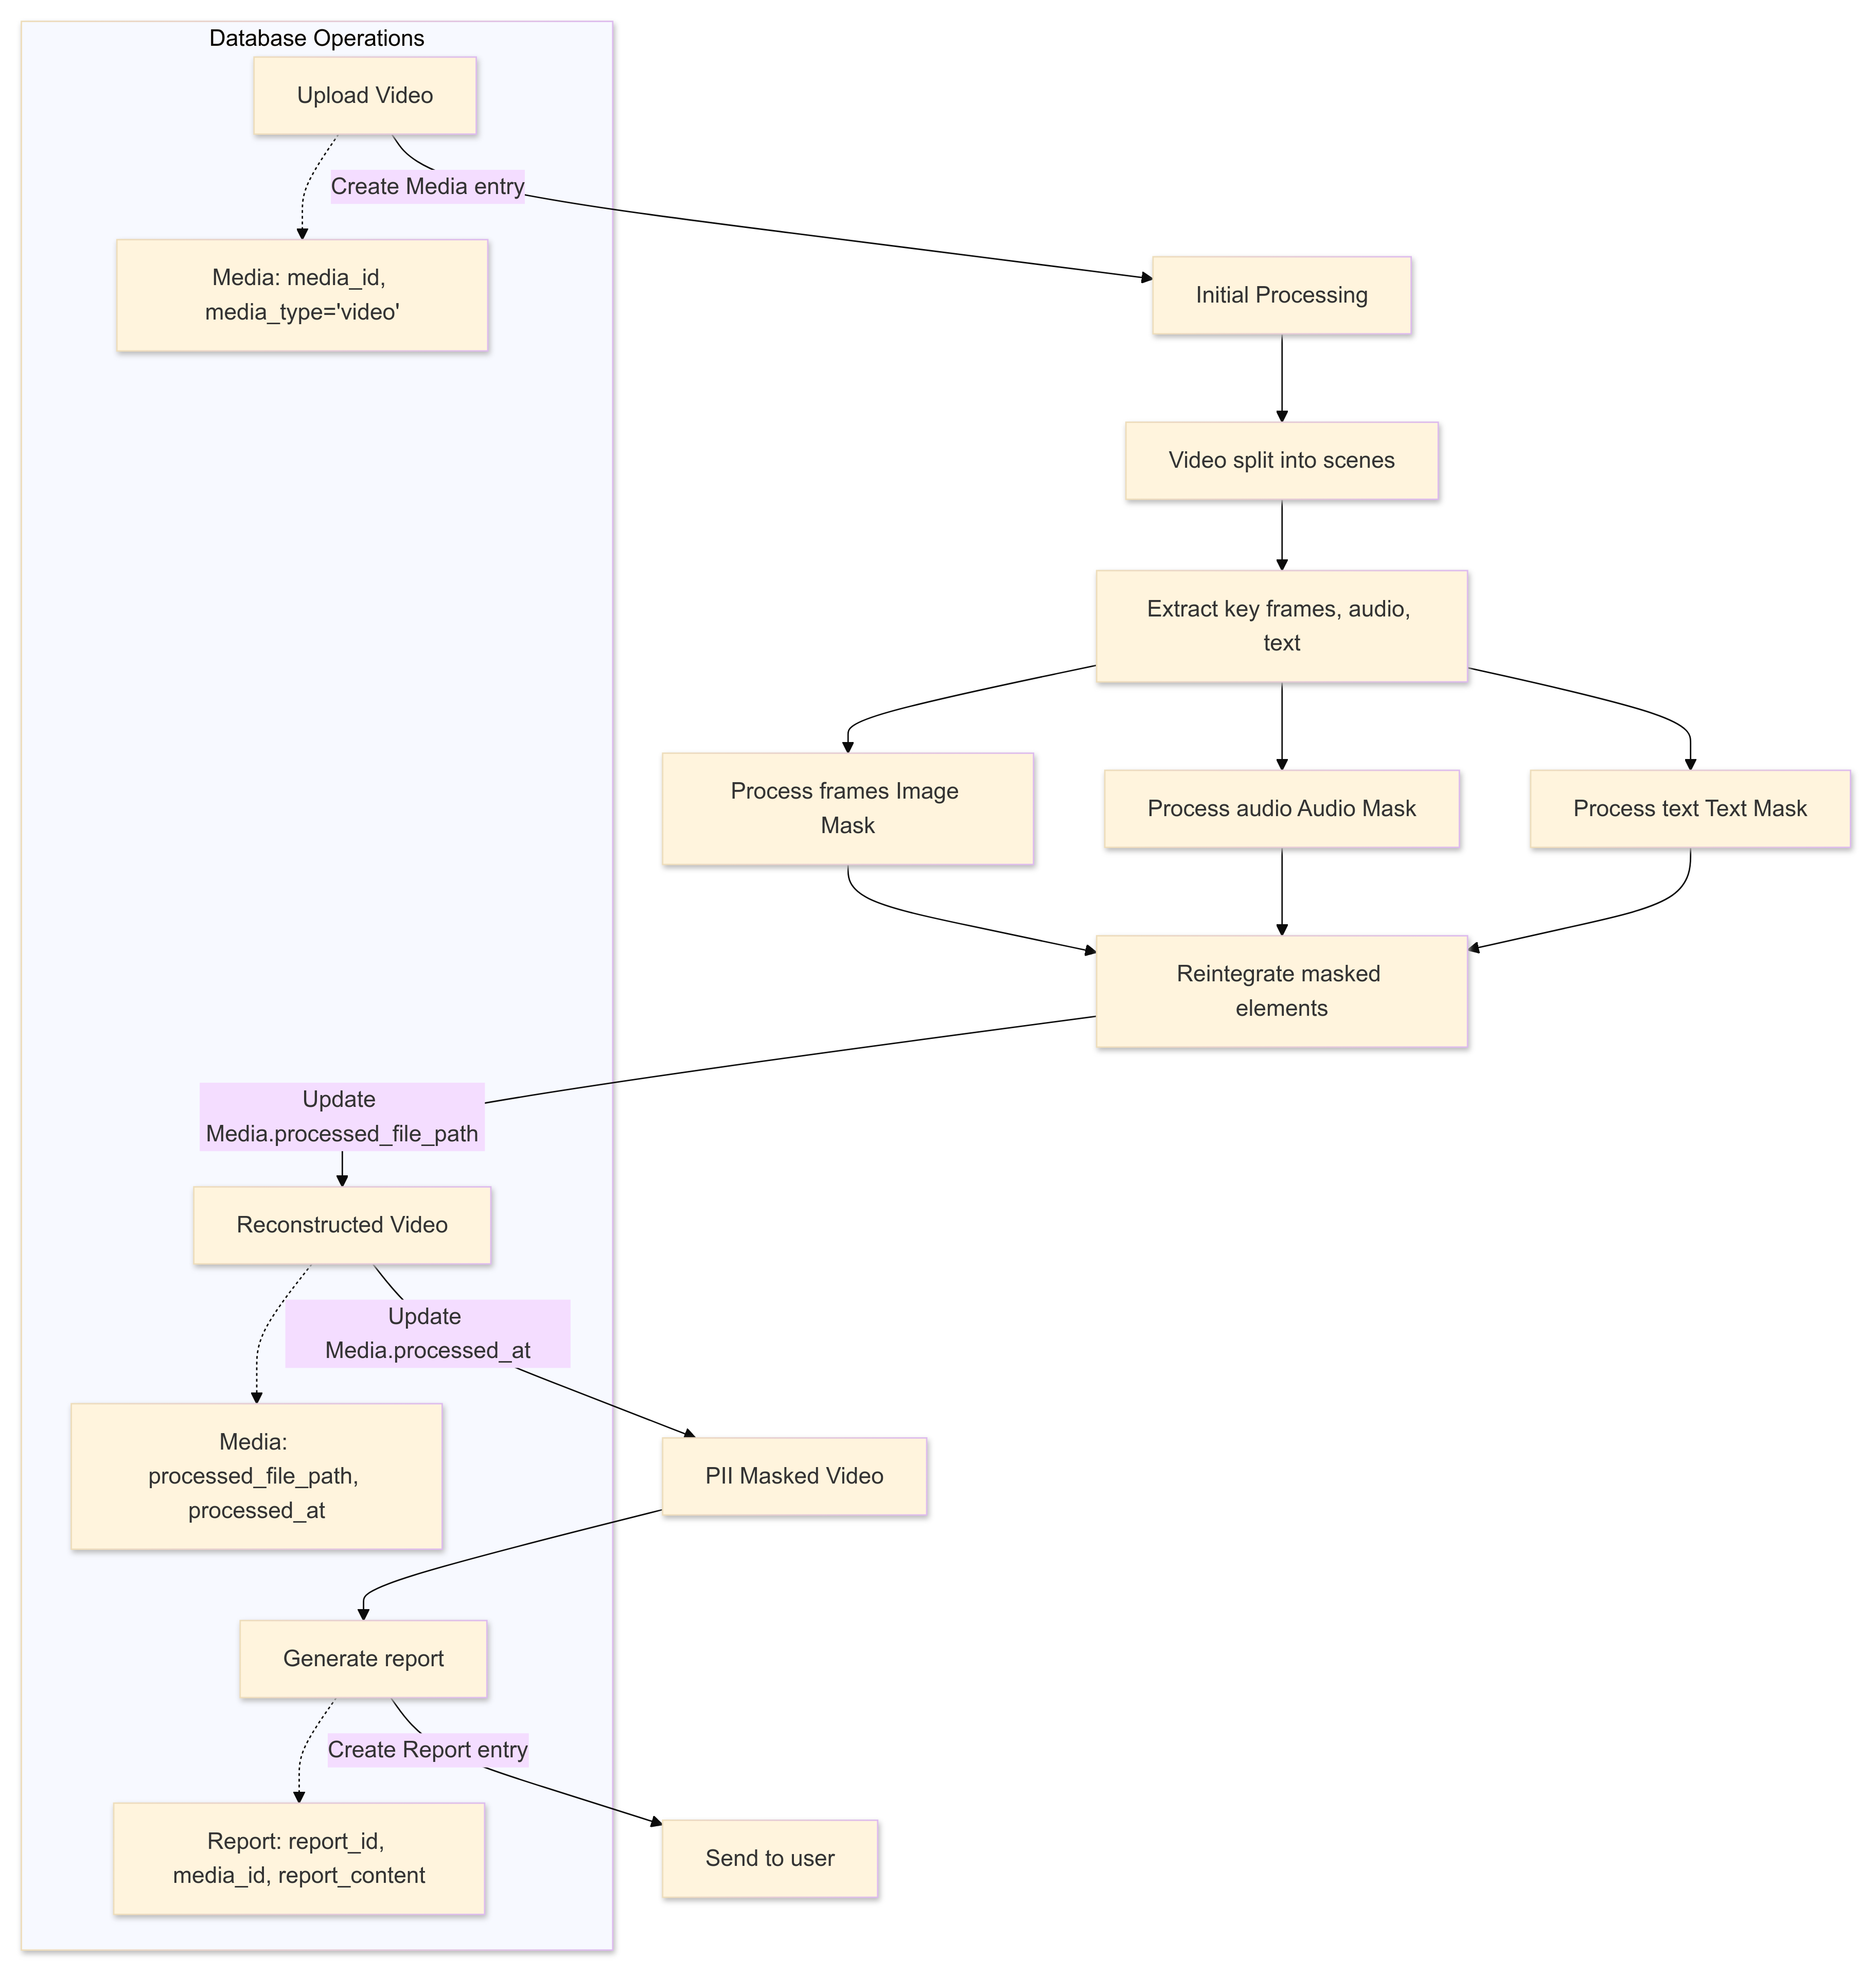 Database Operations
Upload Video
Create Media entry
Media: media_id,
media_type='video'
Initial Processing
Video split into scenes
Extract key frames, audio,
text
Process frames Image
Mask
Process audio Audio Mask
Process text Text Mask
Reintegrate masked
elements
Update
Media.processed_file_path
Reconstructed Video
Update
Media.processed_at
Media:
processed_file_path,
processed_at
PII Masked Video
Generate report
Create Report entry
Report: report_id,
media_id, report_content
Send to user